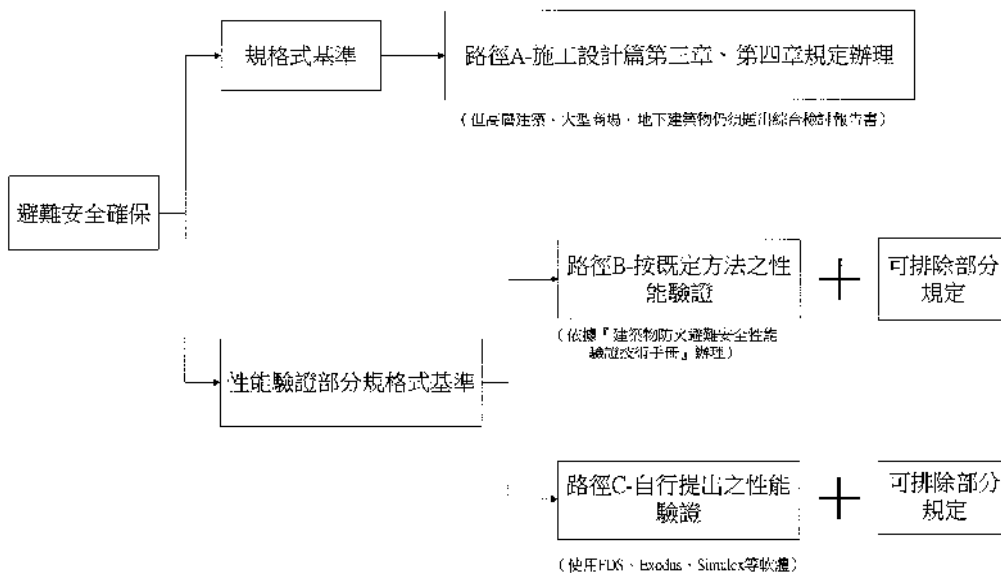 規格式基準
路徑A-施工設計篇第三章、第四章規定辦理
（但高層建築、大型商場、地下建築物仍須提出綜合檢討報告書）
避難安全確保
路徑B-按既定方法之性
能驗證
可排除部分
規定
（依據『建築物防火避難安全性能
驗證技術手冊』辦理）
性能驗證部分規格式基準
路徑C-自行提出之性能
驗證
可排除部分
規定
（使用FDS、Exodus、Simulex等軟體）